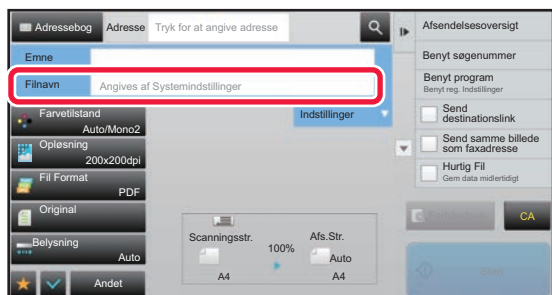 Adressebog
Adresse
Tryk for at angive adresse
Emne
Filnavn
Angives af Systemindstillinger
Farvetilstand
Auto/Mono2
Opløsning
200x200dpi
Fil Format
PDF
Original
Belysning
Auto
Andet
Indstillinger
Scanningsstr.
A4
100%
Afs.Str.
Auto
A4
Afsendelsesoversigt
Benyt søgenummer
Benyt program
Benyt reg. Indstillinger
Send
destinationslink
Send samme billede
som faxadresse
Hurtig Fil
Gem data midlertidigt
CA
Start